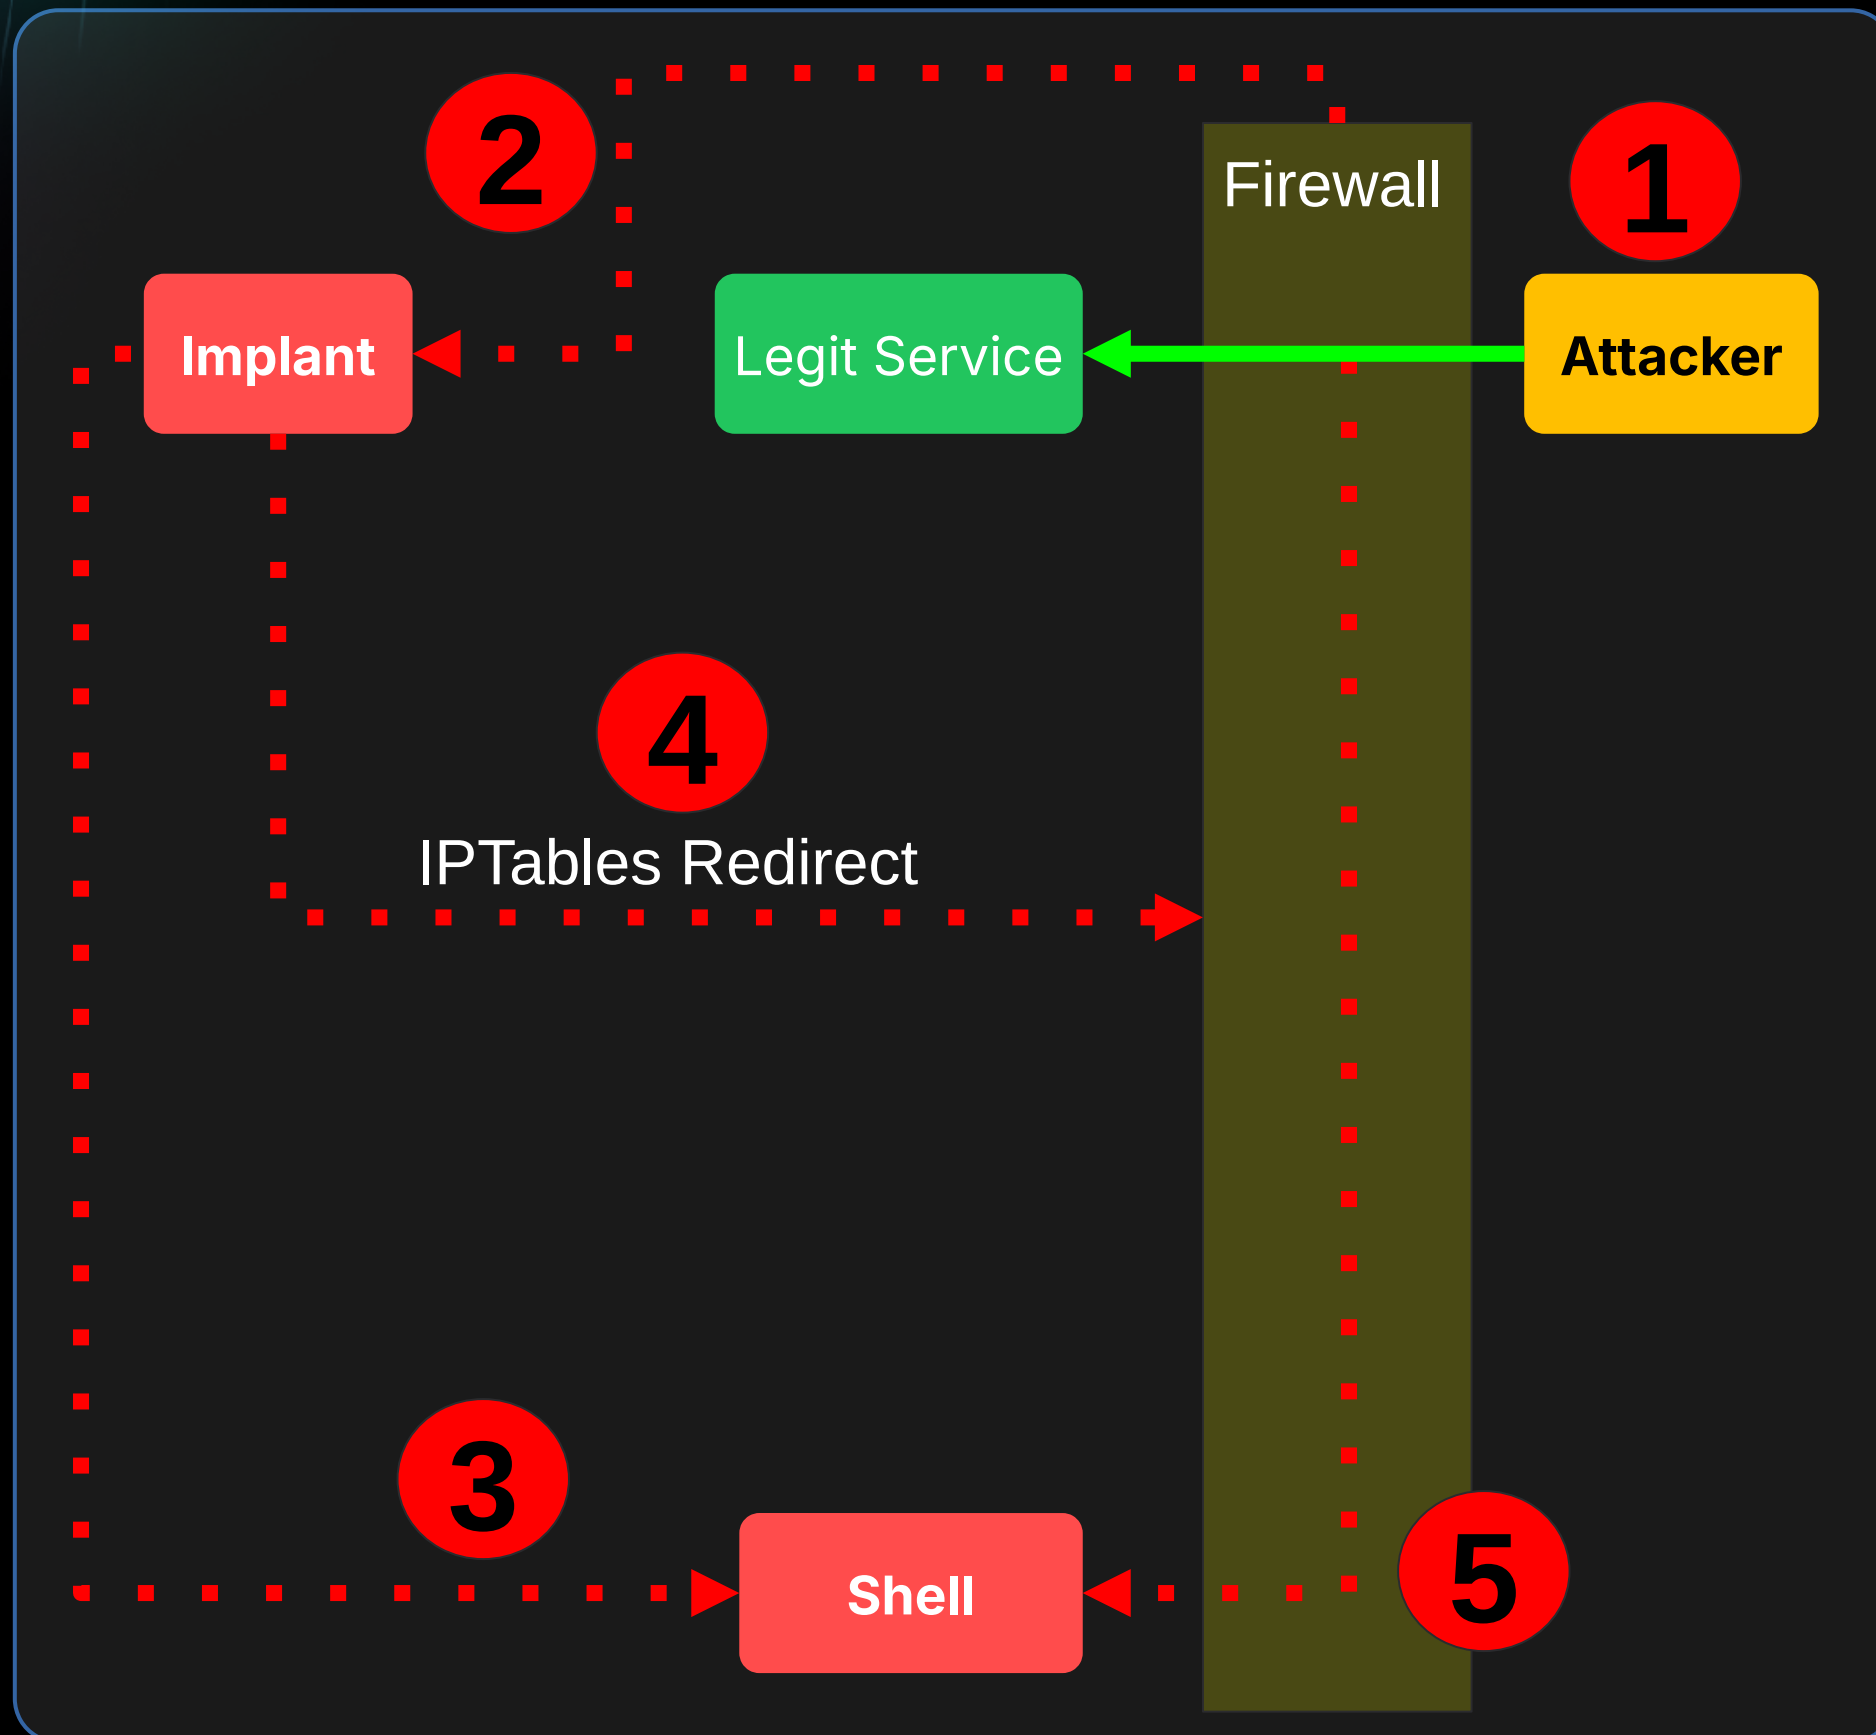 2
1
Firewall
Implant
Legit Service
Attacker
4
IPTables Redirect
3
5
Shell